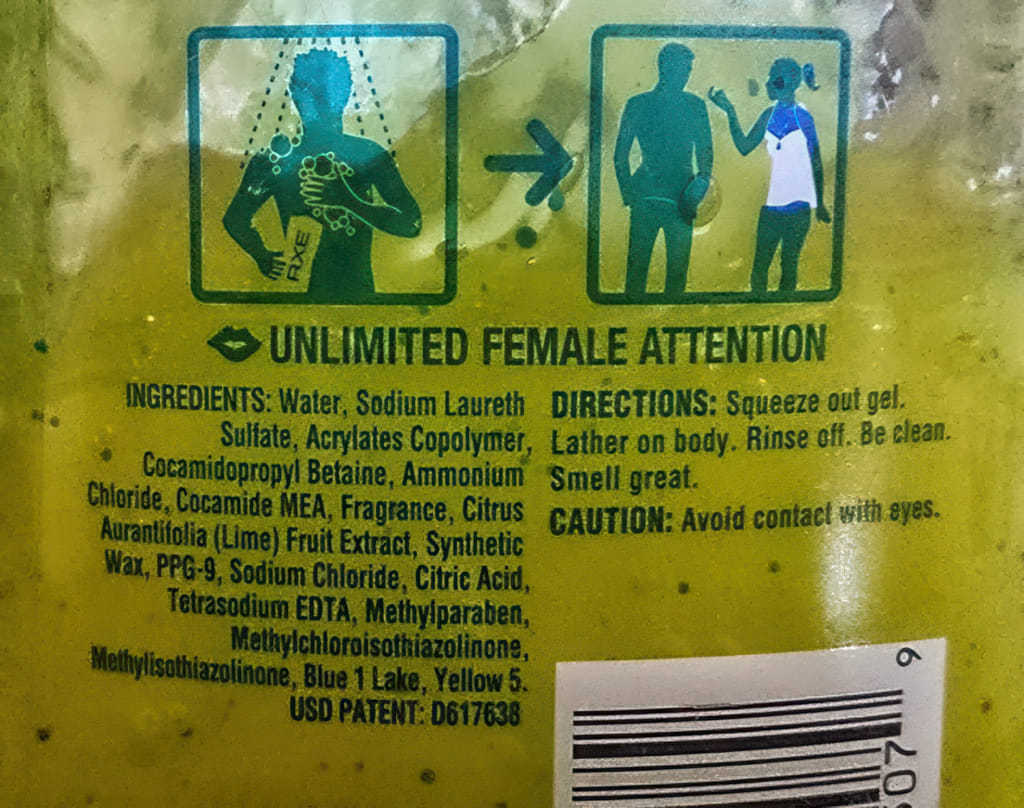 AXE
UNLIMITED FEMALE ATTENTION
INGREDIENTS: Water, Sodium Laureth
Sulfate, Acrylates Copolymer,
Cocamidopropyl Betaine, Ammonium
Chloride, Cocamide MEA, Fragrance, Citrus
Aurantifolia (Lime) Fruit Extract, Synthetic
Wax, PPG-9, Sodium Chloride, Citric Acid,
Tetrasodium EDTA, Methylparaben,
Methylchloroisothiazolinone,
Methylisothiazolinone, Blue 1 Lake, Yellow 5.
USD PATENT: D617638
DIRECTIONS: Squeeze out gel.
Lather on body. Rinse off. Be clean.
Smell great.
CAUTION: Avoid contact with eyes.
9
07